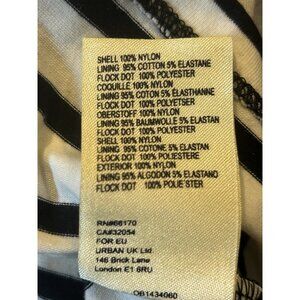 SHELL 100% NYLON
LINING 95% COTTON 5% ELASTANE
FLOCK DOT 100% POLYESTER
COQUILLE 100% NYLON
LINING 95% COTON 5% ELASTHANNE
FLOCK DOT 100% POLYETSER
OBERSTOFF 100% NYLON
LINING 95% BAUMWOLLE 5% ELASTAN
FLOCK DOT 100% POLYESTER
SHELL 100% NYLON
LINING 95% COTONE 5% ELASTAN
FLOCK DOT 100% POLIESTERE
EXTERIOR 100% NYLON
LINING 95% ALGODÓN 5% ELASTANO
FLOCK DOT 100% POLIESTER
RN#66170
CA#32054
FOR EU
URBAN UK Ltd.
146 Brick Lane
London E1 6RU
OB1434060